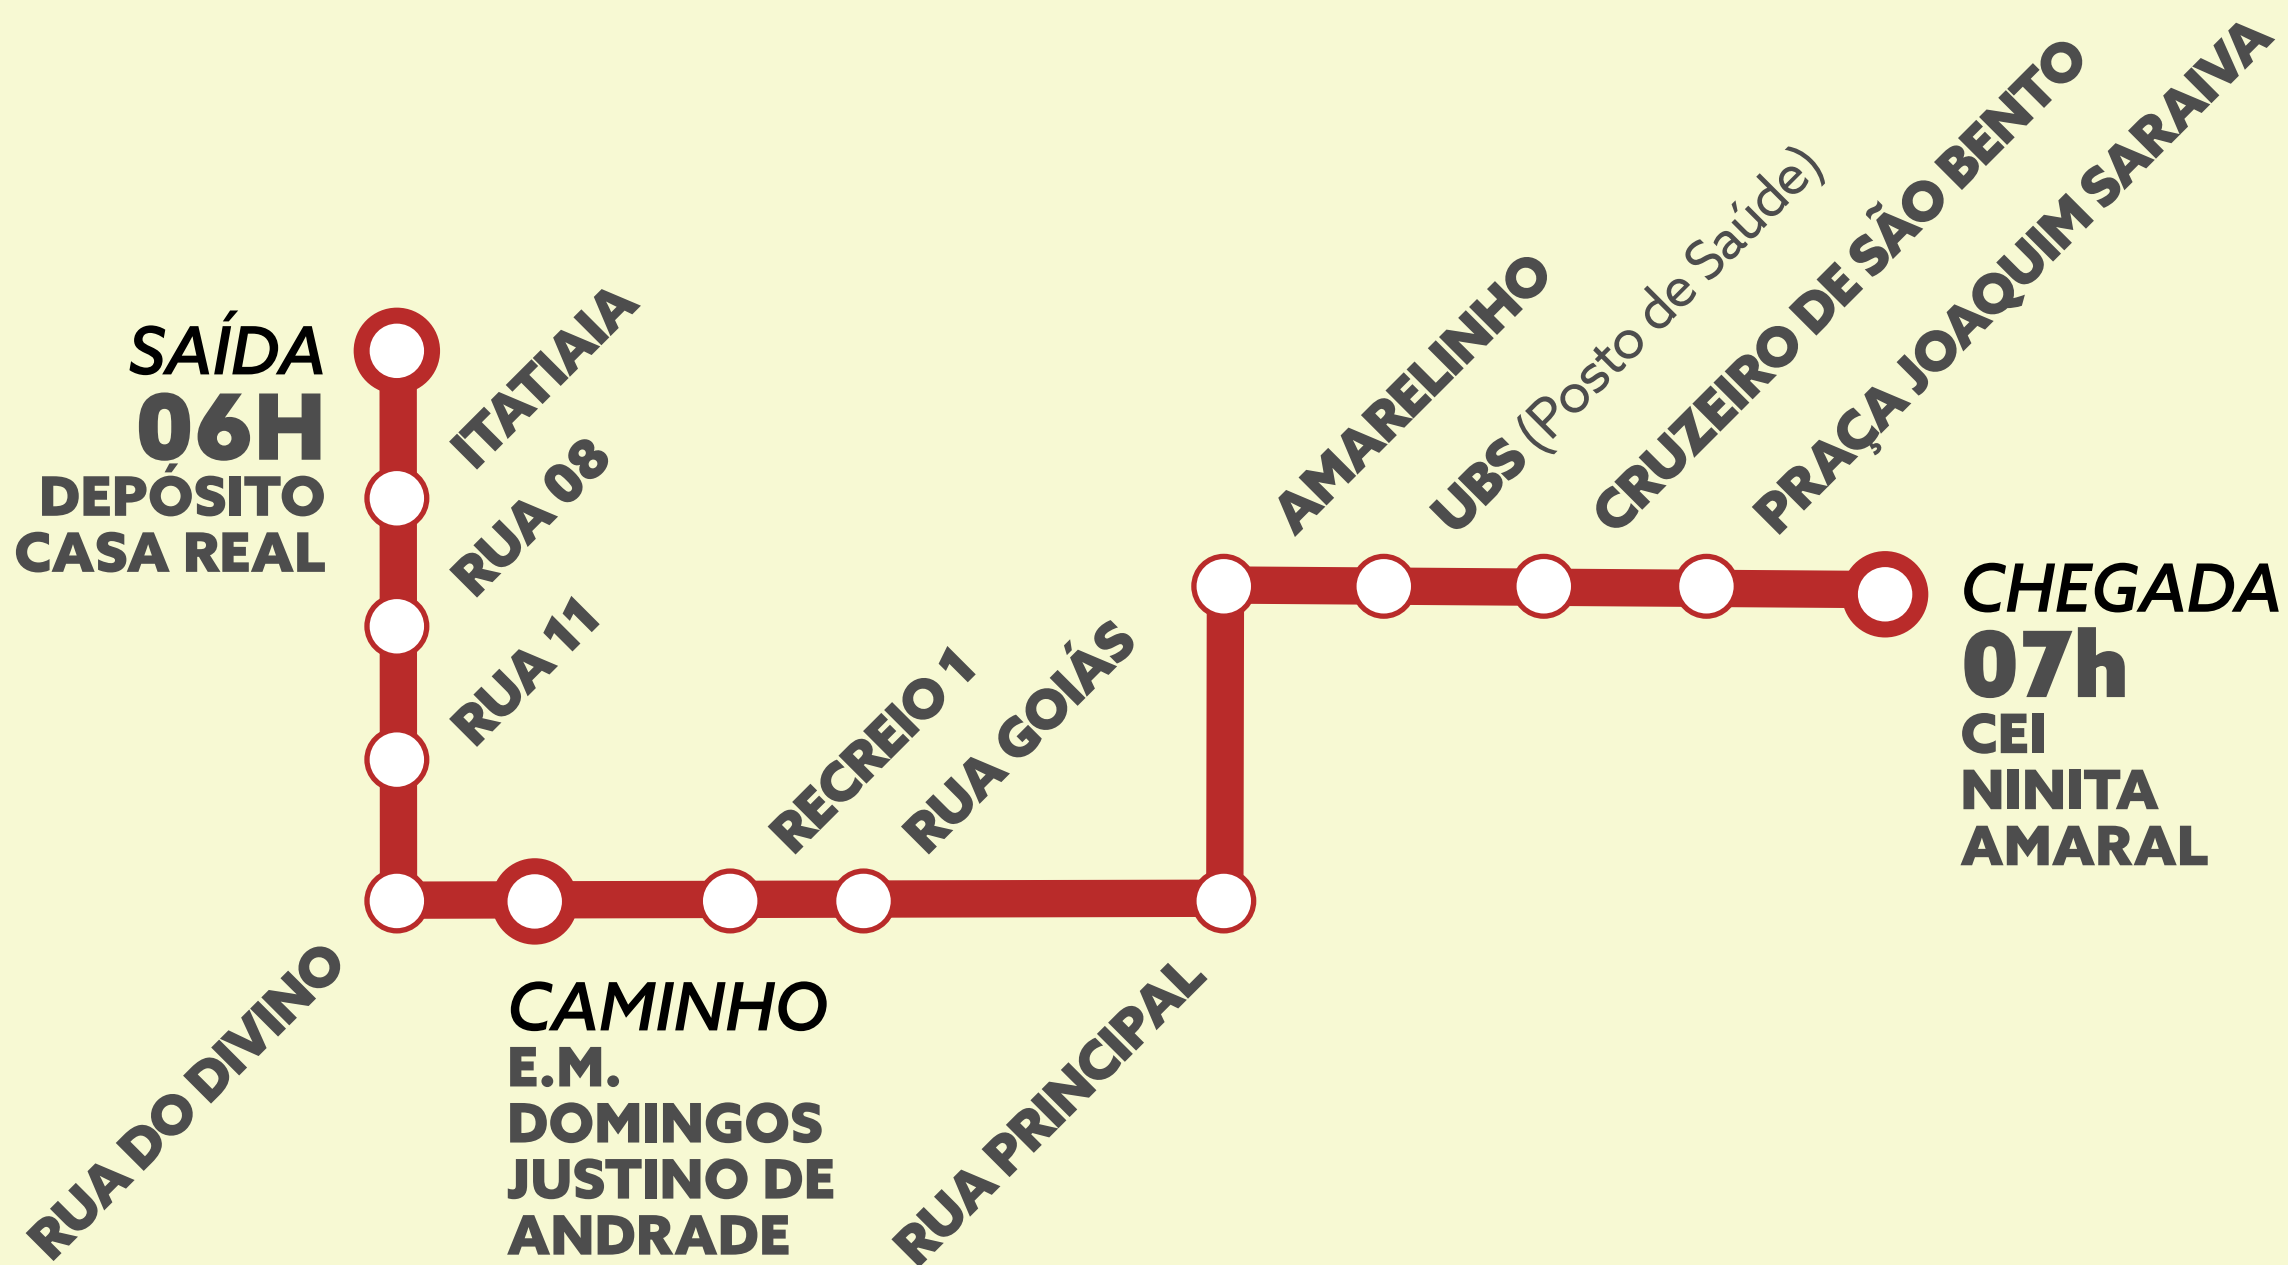 SAÍDA
06H
DEPÓSITO
CASA REAL
ITATIAIA
RUA 08
RUA 11
RUA DO DIVINO
CAMINHO
E.M.
DOMINGOS
JUSTINO DE
ANDRADE
RECREIO 1
RUA GOIÁS
RUA PRINCIPAL
AMARELINHO
UBS (Posto de Saúde)
CRUZEIRO DE SÃO BENTO
PRAÇA JOAQUIM SARAIVA
CHEGADA
07h
CEI
NINITA
AMARAL